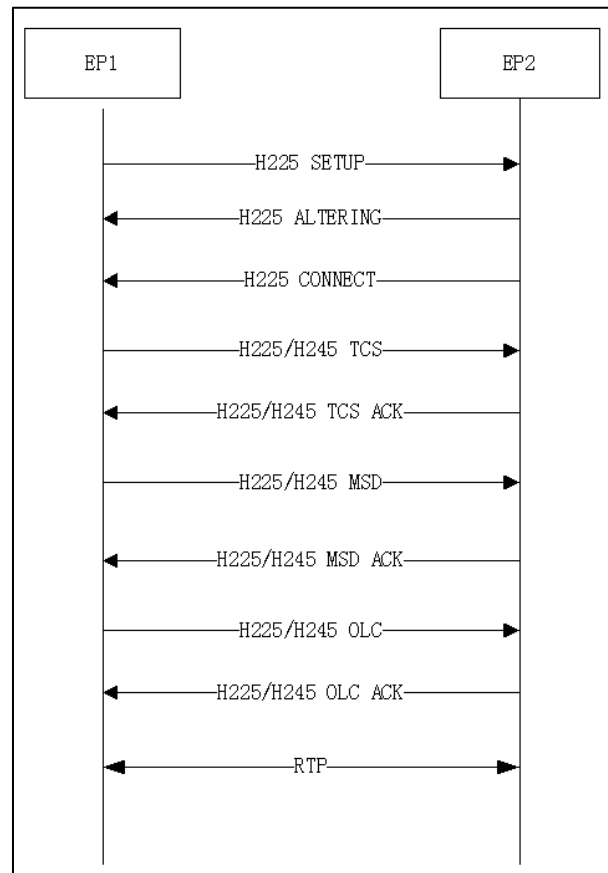 EP1
EP2
H225 SETUP
H225 ALTERING
H225 CONNECT
H225/H245 TCS
H225/H245 TCS ACK
H225/H245 MSD
H225/H245 MSD ACK
H225/H245 OLC
H225/H245 OLC ACK
RTP